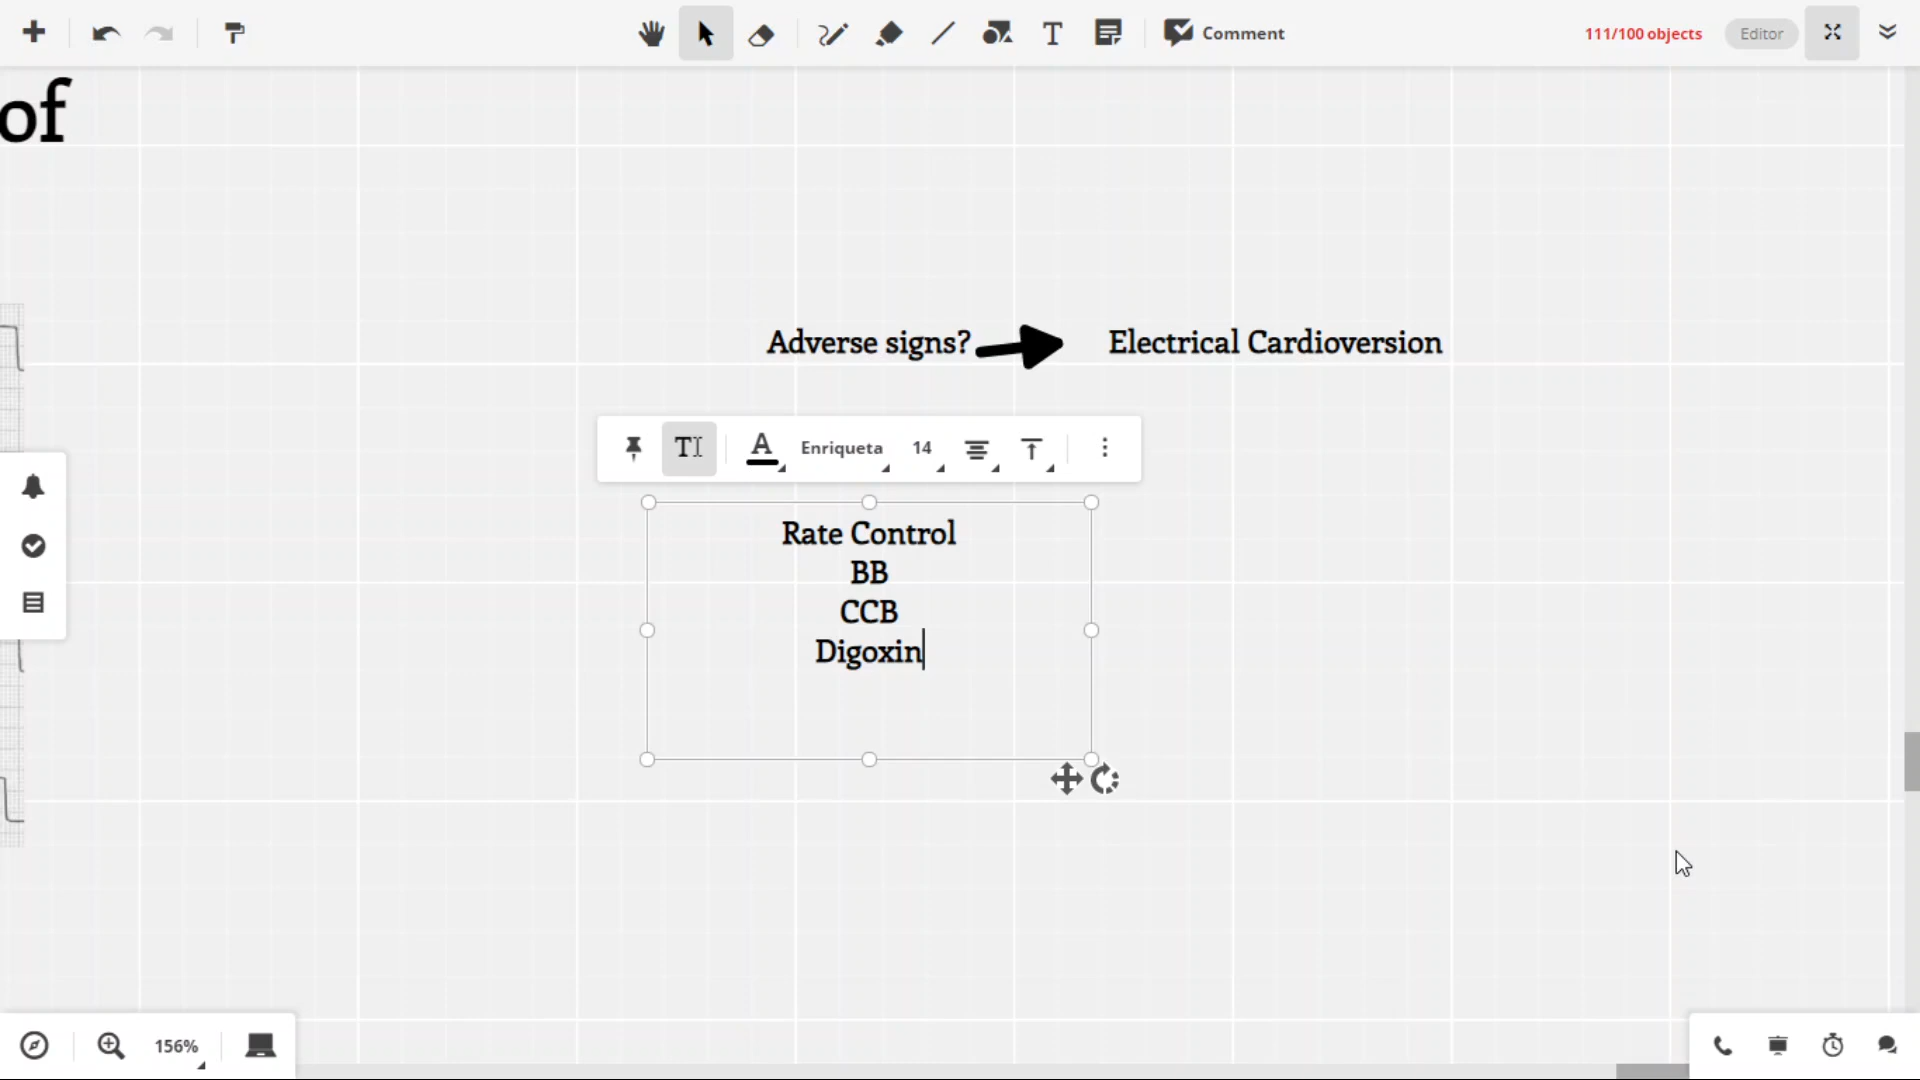 Comment
111/100 objects
Editor
of
Adverse signs?
Electrical Cardioversion
Enriqueta
14
Rate Control
BB
CCB
Digoxin
156%